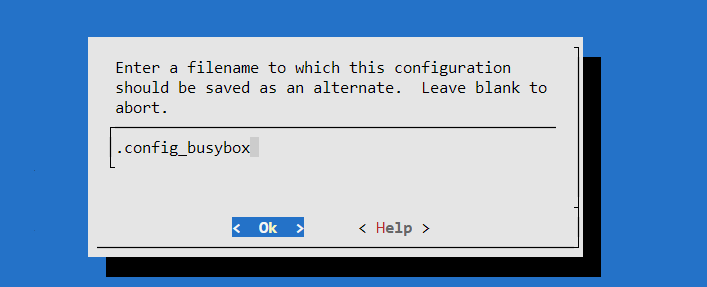 Enter a filename to which this configuration
should be saved as an alternate.  Leave blank to
abort.
.config_busybox
<  Ok  >      < Help >